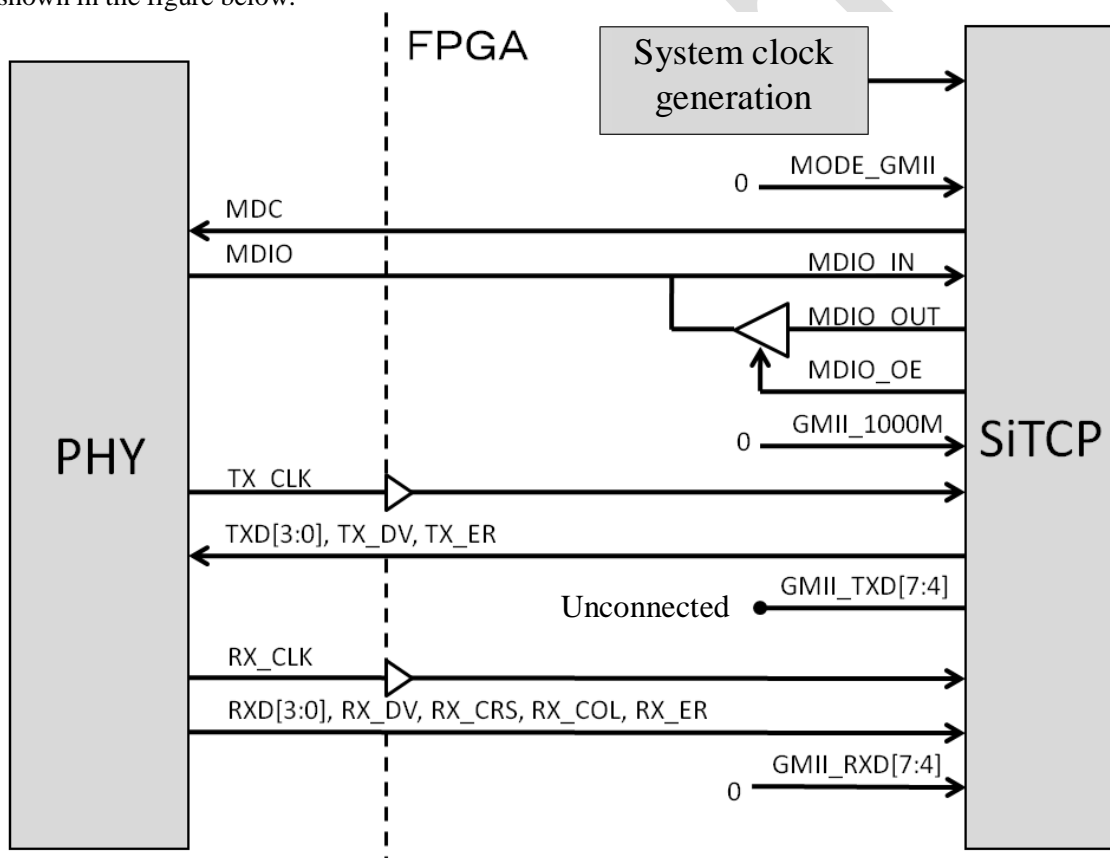 shown in the figure below.
FPGA
System clock
generation
MODE_GMII
0
MDC
MDIO
MDIO_IN
MDIO_OUT
MDIO_OE
GMII_1000M
0
PHY
SiTCP
TX_CLK
TXD[3:0], TX_DV, TX_ER
GMII_TXD[7:4]
Unconnected
RX_CLK
RXD[3:0], RX_DV, RX_CRS, RX_COL, RX_ER
GMII_RXD[7:4]
0